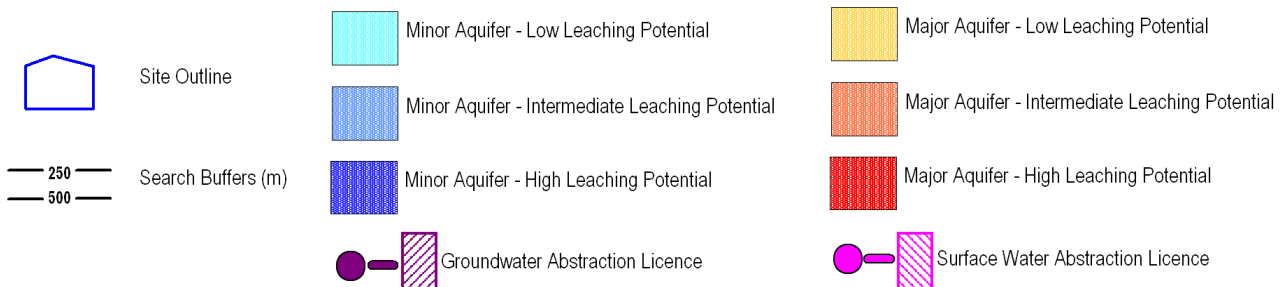 Site Outline
250
500
Search Buffers (m)
Minor Aquifer - Low Leaching Potential
Minor Aquifer - Intermediate Leaching Potential
Minor Aquifer - High Leaching Potential
Groundwater Abstraction Licence
Major Aquifer - Low Leaching Potential
Major Aquifer - Intermediate Leaching Potential
Major Aquifer - High Leaching Potential
Surface Water Abstraction Licence